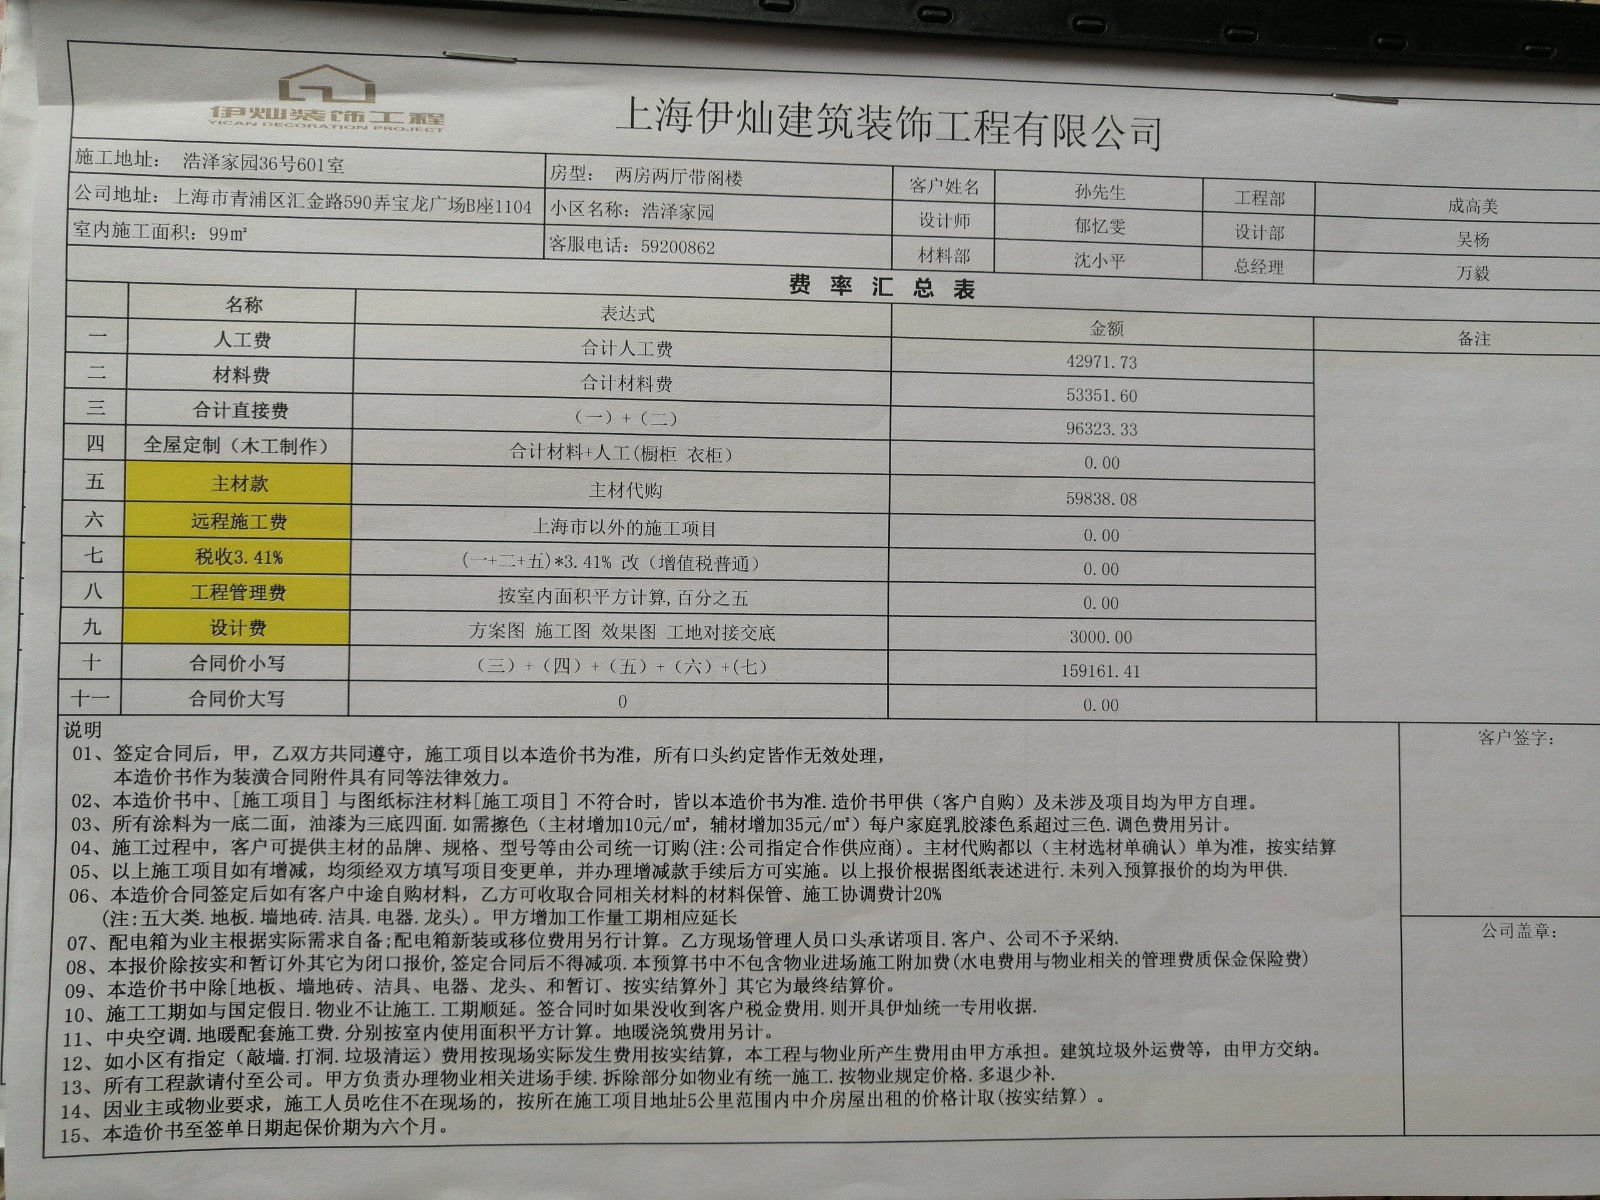 伊灿装饰工程
YICAN DECORATION PROJECT
上海伊灿建筑装饰工程有限公司
施工地址： 浩泽家园36号601室 房型： 两房两厅带阁楼 客户姓名 孙先生 工程部 成高美
公司地址：上海市青浦区汇金路590弄宝龙广场B座1104 小区名称：浩泽家园 设计师 郁忆雯 设计部 吴杨
室内施工面积：99㎡ 客服电话：59200862 材料部 沈小平 总经理 万毅
费 率 汇 总 表
名称 表达式 金额 备注
一 人工费 合计人工费 42971.73
二 材料费 合计材料费 53351.60
三 合计直接费 （一）+（二） 96323.33
四 全屋定制（木工制作） 合计材料+人工(橱柜 衣柜） 0.00
五 主材款 主材代购 59838.08
六 远程施工费 上海市以外的施工项目 0.00
七 税收3.41% (一+二+五)*3.41% 改（增值税普通） 0.00
八 工程管理费 按室内面积平方计算,百分之五 0.00
九 设计费 方案图 施工图 效果图 工地对接交底 3000.00
十 合同价小写 （三）+（四）+（五）+（六）+(七） 159161.41
十一 合同价大写 0 0.00
说明
01、签定合同后，甲，乙双方共同遵守，施工项目以本造价书为准，所有口头约定皆作无效处理，
本造价书作为装潢合同附件具有同等法律效力。
02、本造价书中、[施工项目］与图纸标注材料[施工项目］不符合时，皆以本造价书为准.造价书甲供（客户自购）及未涉及项目均为甲方自理。
03、所有涂料为一底二面，油漆为三底四面.如需擦色（主材增加10元/㎡，辅材增加35元/㎡）每户家庭乳胶漆色系超过三色.调色费用另计。
04、施工过程中，客户可提供主材的品牌、规格、型号等由公司统一订购(注:公司指定合作供应商)。主材代购都以（主材选材单确认）单为准，按实结算
05、以上施工项目如有增减，均须经双方填写项目变更单，并办理增减款手续后方可实施。以上报价根据图纸表述进行.未列入预算报价的均为甲供.
06、本造价合同签定后如有客户中途自购材料，乙方可收取合同相关材料的材料保管、施工协调费计20%
(注:五大类.地板.墙地砖.洁具.电器.龙头)。甲方增加工作量工期相应延长
07、配电箱为业主根据实际需求自备;配电箱新装或移位费用另行计算。乙方现场管理人员口头承诺项目.客户、公司不予采纳.
08、本报价除按实和暂订外其它为闭口报价,签定合同后不得减项.本预算书中不包含物业进场施工附加费(水电费用与物业相关的管理费质保金保险费)
09、本造价书中除[地板、墙地砖、洁具、电器、龙头、和暂订、按实结算外］其它为最终结算价。
10、施工工期如与国定假日.物业不让施工.工期顺延。签合同时如果没收到客户税金费用.则开具伊灿统一专用收据.
11、中央空调.地暖配套施工费.分别按室内使用面积平方计算。地暖浇筑费用另计。
12、如小区有指定（敲墙.打洞.垃圾清运）费用按现场实际发生费用按实结算，本工程与物业所产生费用由甲方承担。建筑垃圾外运费等，由甲方交纳。
13、所有工程款请付至公司。甲方负责办理物业相关进场手续.拆除部分如物业有统一施工.按物业规定价格.多退少补.
14、因业主或物业要求，施工人员吃住不在现场的，按所在施工项目地址5公里范围内中介房屋出租的价格计取(按实结算）。
15、本造价书至签单日期起保价期为六个月。
客户签字：
公司盖章：